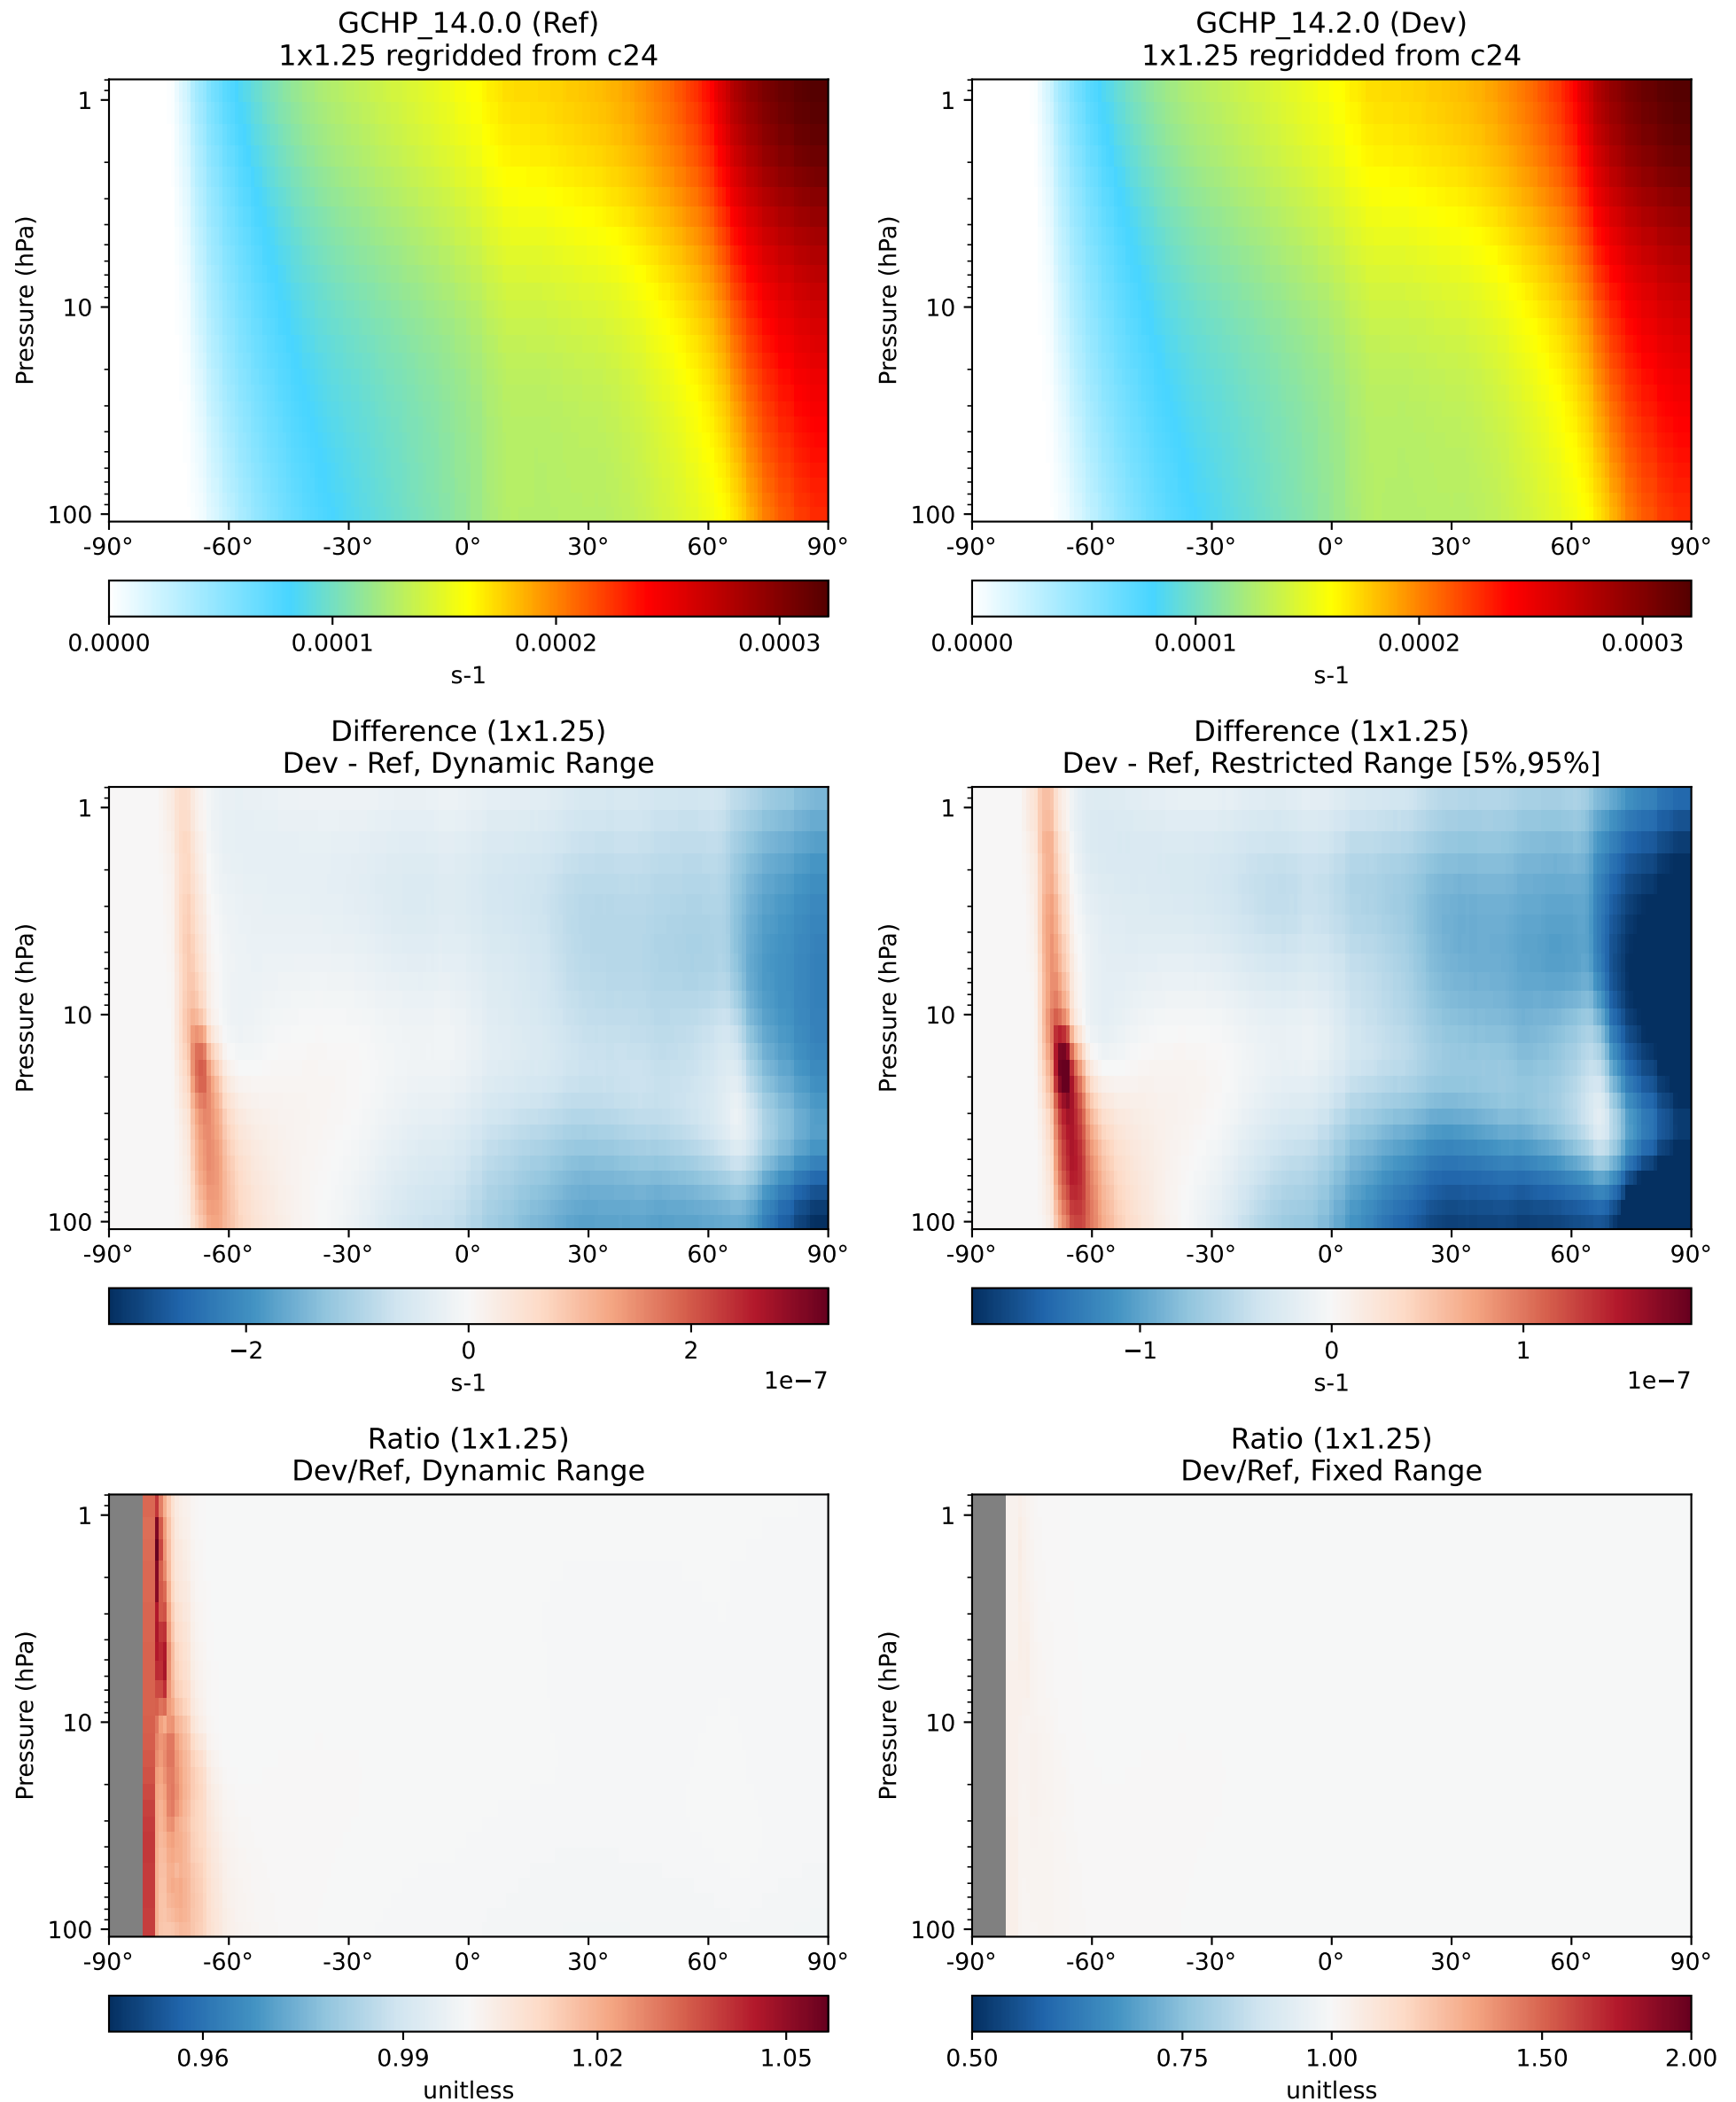 GCHP_14.0.0 (Ref)
1x1.25 regridded from c24
Pressure (hPa)
1
10
100
-90° -60° -30° 0° 30° 60° 90°
0.0000 0.0001 0.0002 0.0003
s-1
GCHP_14.2.0 (Dev)
1x1.25 regridded from c24
Pressure (hPa)
1
10
100
-90° -60° -30° 0° 30° 60° 90°
0.0000 0.0001 0.0002 0.0003
s-1
Difference (1x1.25)
Dev - Ref, Dynamic Range
Pressure (hPa)
1
10
100
-90° -60° -30° 0° 30° 60° 90°
−2 0 2
s-1 1e−7
Difference (1x1.25)
Dev - Ref, Restricted Range [5%,95%]
Pressure (hPa)
1
10
100
-90° -60° -30° 0° 30° 60° 90°
−1 0 1
s-1 1e−7
Ratio (1x1.25)
Dev/Ref, Dynamic Range
Pressure (hPa)
1
10
100
-90° -60° -30° 0° 30° 60° 90°
0.96 0.99 1.02 1.05
unitless
Ratio (1x1.25)
Dev/Ref, Fixed Range
Pressure (hPa)
1
10
100
-90° -60° -30° 0° 30° 60° 90°
0.50 0.75 1.00 1.50 2.00
unitless